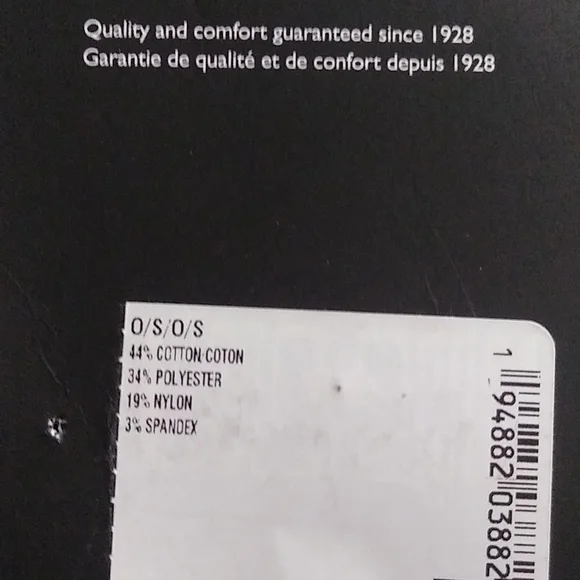 Quality and comfort guaranteed since 1928
Garantie de qualité et de confort depuis 1928
O/S/O/S
44% COTTON/COTON
34% POLYESTER
19% NYLON
3% SPANDEX
1 94882 03882